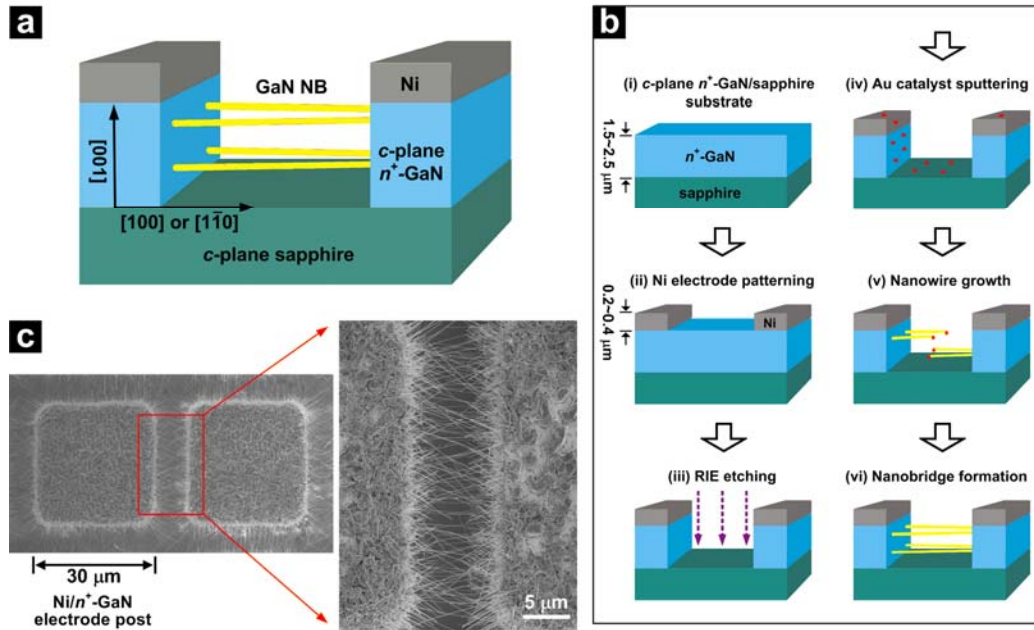 a
GaN NB
Ni
[001]
c-plane
n⁺-GaN
[100] or [11̄0]
c-plane sapphire
b
(i) c-plane n⁺-GaN/sapphire
substrate
1.5~2.5 μm
n⁺-GaN
sapphire
(ii) Ni electrode patterning
0.2~0.4 μm
Ni
(iii) RIE etching
(iv) Au catalyst sputtering
(v) Nanowire growth
(vi) Nanobridge formation
c
30 μm
Ni/n⁺-GaN
electrode post
5 μm